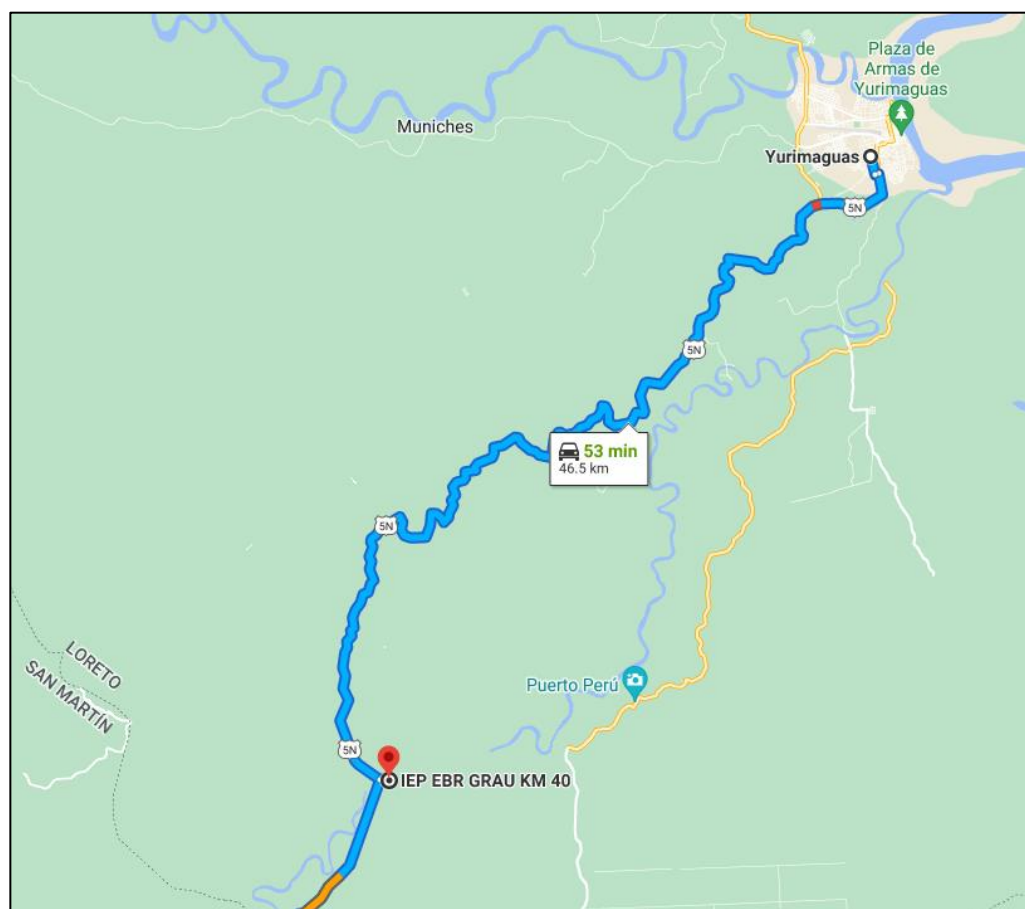 Plaza de
Armas de
Yurimaguas
Muniches
Yurimaguas
5N
5N
53 min
46.5 km
5N
LORETO
SAN MARTÍN
Puerto Perú
5N
IEP EBR GRAU KM 40